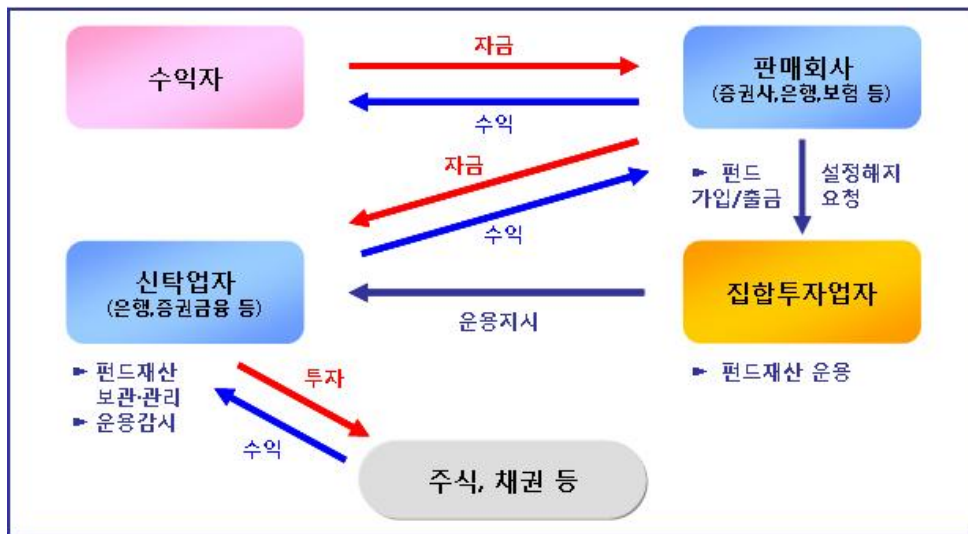 수익자
자금
수익
판매회사
(증권사,은행,보험 등)
자금
수익
► 펀드
가입/출금
설정해지
요청
신탁업자
(은행,증권금융 등)
운용지시
집합투자업자
► 펀드재산
보관·관리
► 운용감시
투자
수익
► 펀드재산 운용
주식, 채권 등